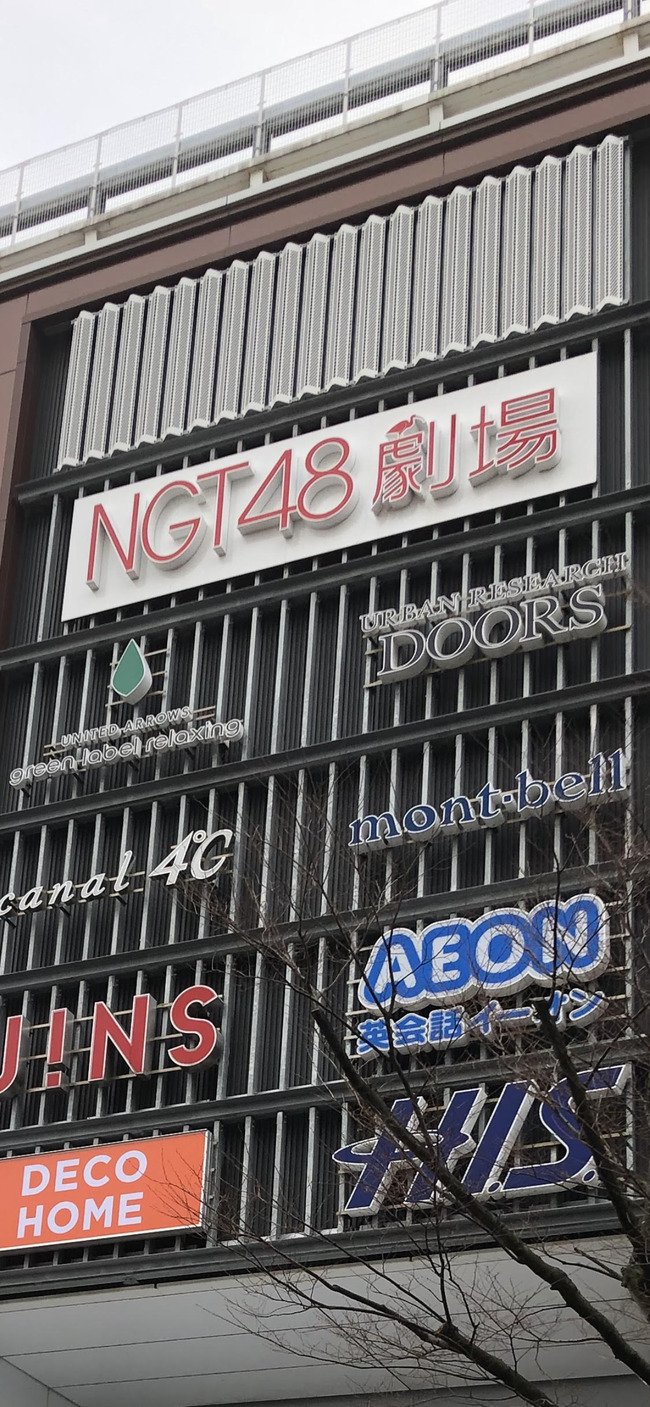 NGT48 劇場
URBAN RESEARCH
DOORS
UNITED ARROWS
green label relaxing
mont-bell
canal 4℃
AEON
英会話イーオン
U!NS
H.I.S.
DECO
HOME